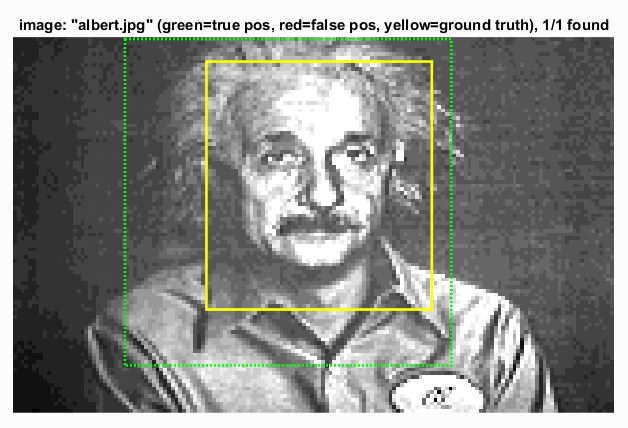 image: "albert.jpg" (green=true pos, red=false pos, yellow=ground truth), 1/1 found